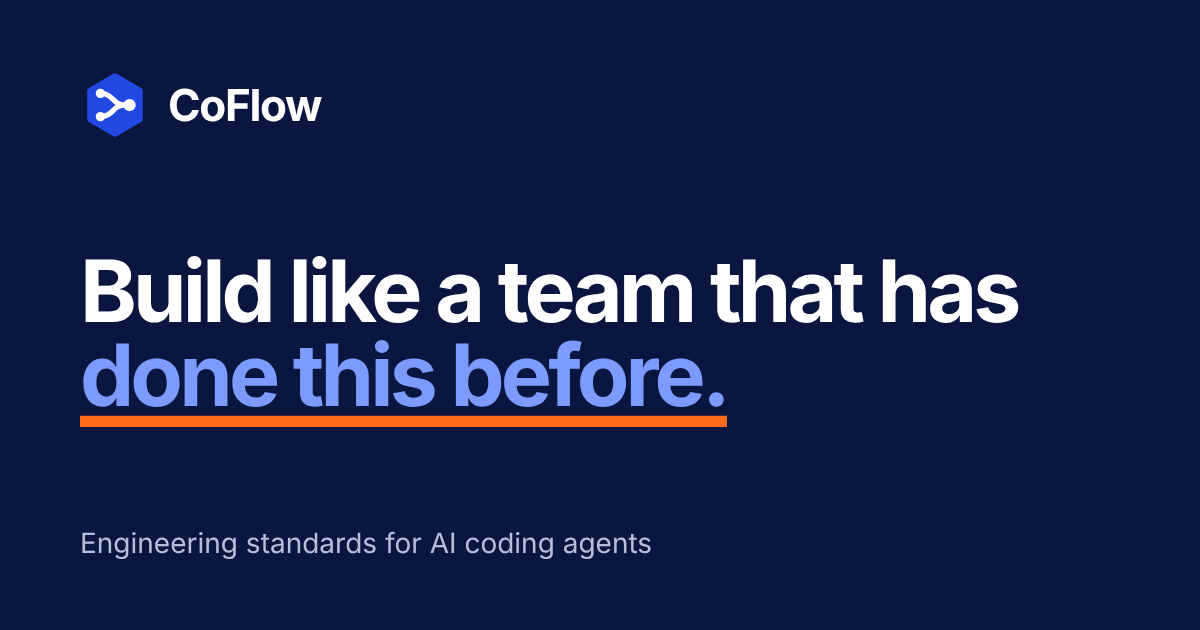 CoFlow
Build like a team that has
done this before.
Engineering standards for AI coding agents